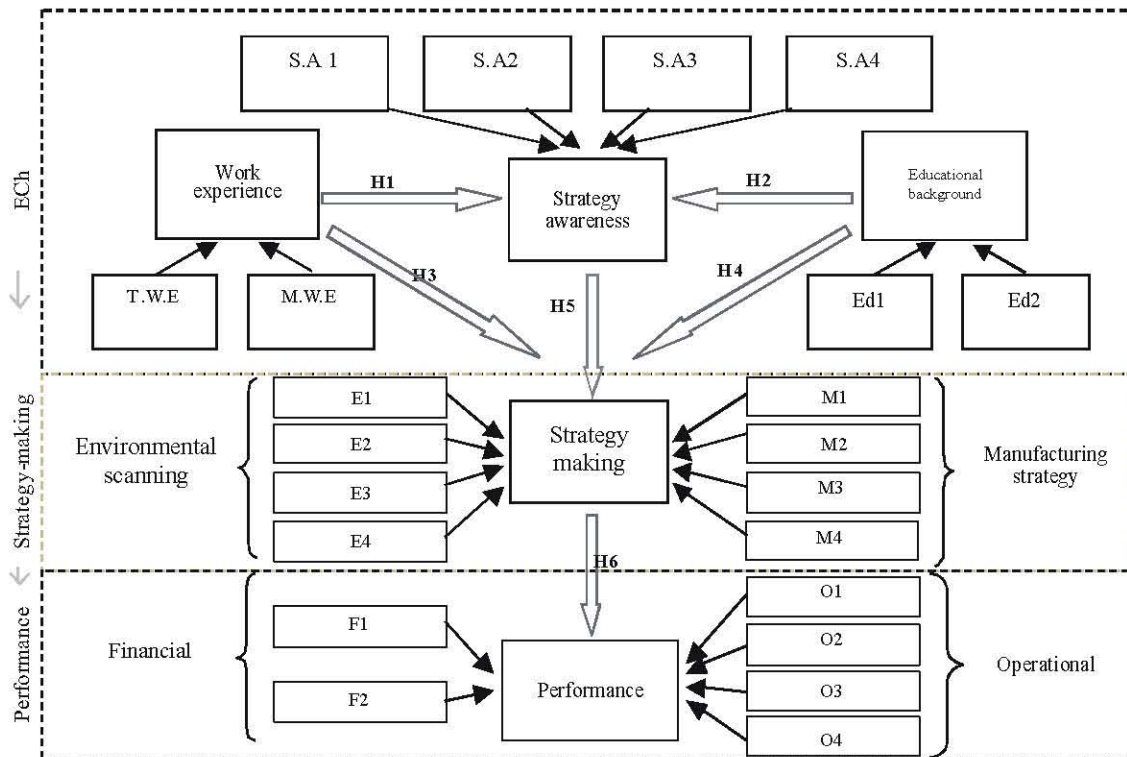 S.A 1
S.A2
S.A3
S.A4
Work
experience
H1
Strategy
awareness
H2
Educational
background
ECh
T.W.E
M.W.E
H3
H5
H4
Ed1
Ed2
Strategy-making
Environmental
scanning
E1
E2
E3
E4
Strategy
making
M1
M2
M3
M4
Manufacturing
strategy
H6
Performance
Financial
F1
F2
Performance
O1
O2
O3
O4
Operational